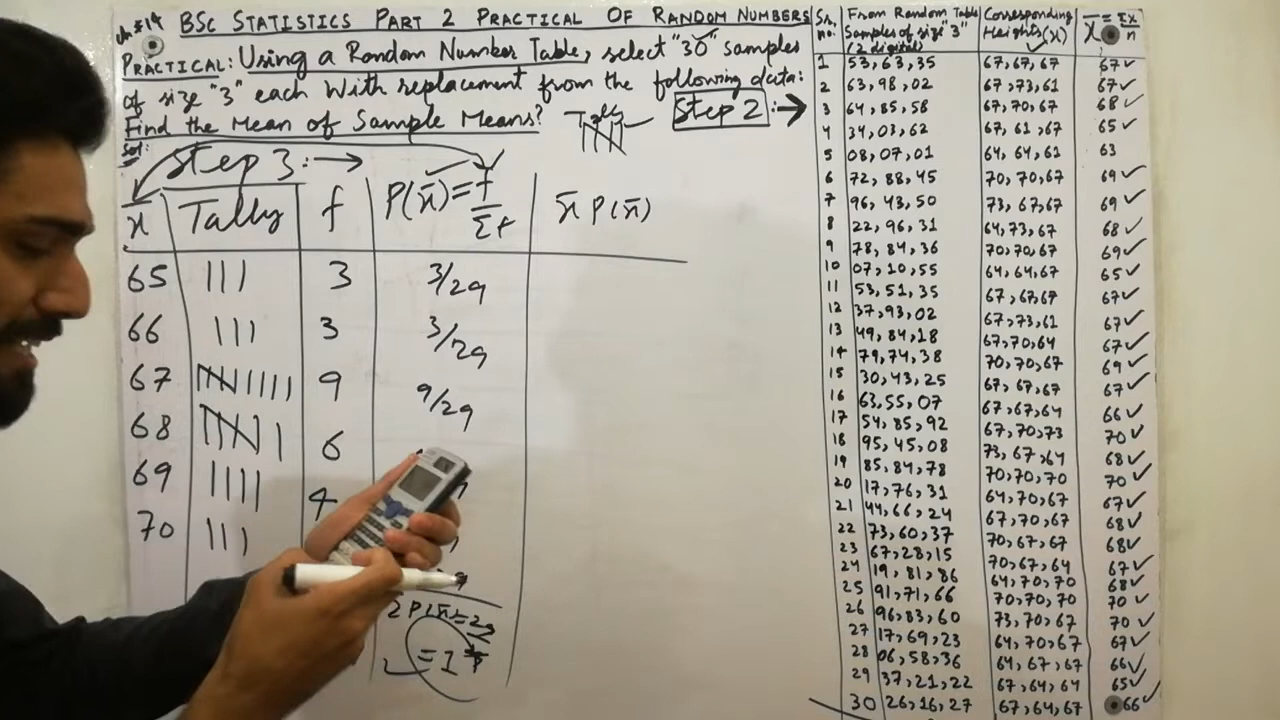 ch #14
BSc STATISTICS PART 2 PRACTICAL OF RANDOM NUMBERS
PRACTICAL: Using a Random Number Table, select "30" samples
of size "3" each With replacement from the following data:
Find the Mean of Sample Means?
Step 2: →
Sol:
Step 3: →
x̄ Tally f P(x̄) = f/Σf x̄ P(x̄)
65 ||| 3 3/29
66 ||| 3 3/29
67 |||| |||| 9 9/29
68 |||| | 6
69 |||| 4
70 |||
ΣP(x̄) = 29
= 1
Sr. no. From Random Table Samples of size "3" (2 digital) Corresponding Heights (x) x̄ = Σx/n
1 53, 63, 35 67, 67, 67 67 ✓
2 63, 98, 02 67, 73, 61 67 ✓
3 64, 85, 58 67, 70, 67 68 ✓
4 34, 03, 62 67, 61, 67 65 ✓
5 08, 07, 01 64, 64, 61 63
6 72, 88, 45 70, 70, 67 69 ✓
7 96, 43, 50 73, 67, 67 69 ✓
8 22, 96, 31 64, 73, 67 68 ✓
9 78, 84, 36 70, 70, 67 69 ✓
10 07, 10, 55 64, 64, 67 65 ✓
11 53, 51, 35 67, 67, 67 67 ✓
12 37, 93, 02 67, 73, 61 67 ✓
13 49, 84, 18 67, 70, 64 67 ✓
14 79, 74, 38 70, 70, 67 69 ✓
15 30, 43, 25 67, 67, 67 67 ✓
16 63, 55, 07 67, 67, 64 66 ✓
17 54, 85, 92 67, 70, 73 70 ✓
18 95, 45, 08 73, 67, 64 68 ✓
19 85, 84, 78 70, 70, 70 70 ✓
20 17, 76, 31 64, 70, 67 67 ✓
21 44, 66, 24 67, 70, 67 68 ✓
22 73, 60, 37 70, 67, 67 68 ✓
23 67, 28, 15 70, 67, 64 67 ✓
24 19, 81, 86 64, 70, 70 68 ✓
25 91, 71, 66 70, 70, 70 70 ✓
26 96, 83, 60 73, 70, 67 70 ✓
27 17, 69, 23 64, 70, 67 67 ✓
28 06, 58, 36 64, 67, 67 66 ✓
29 37, 21, 22 67, 64, 64 65 ✓
30 26, 16, 27 67, 64, 67 66 ✓